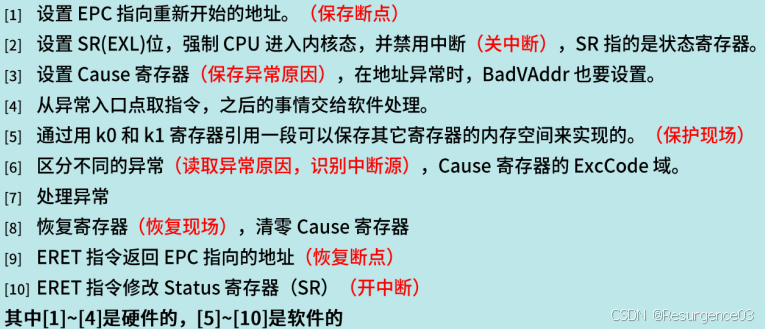 [1] 设置 EPC 指向重新开始的地址。（保存断点）
[2] 设置 SR(EXL)位，强制 CPU 进入内核态，并禁用中断（关中断），SR 指的是状态寄存器。
[3] 设置 Cause 寄存器（保存异常原因），在地址异常时，BadVAddr 也要设置。
[4] 从异常入口点取指令，之后的事情交给软件处理。
[5] 通过用 k0 和 k1 寄存器引用一段可以保存其它寄存器的内存空间来实现的。（保护现场）
[6] 区分不同的异常（读取异常原因，识别中断源），Cause 寄存器的 ExcCode 域。
[7] 处理异常
[8] 恢复寄存器（恢复现场），清零 Cause 寄存器
[9] ERET 指令返回 EPC 指向的地址（恢复断点）
[10] ERET 指令修改 Status 寄存器（SR）（开中断）
其中[1]~[4]是硬件的，[5]~[10]是软件的
CSDN @Resurgence03